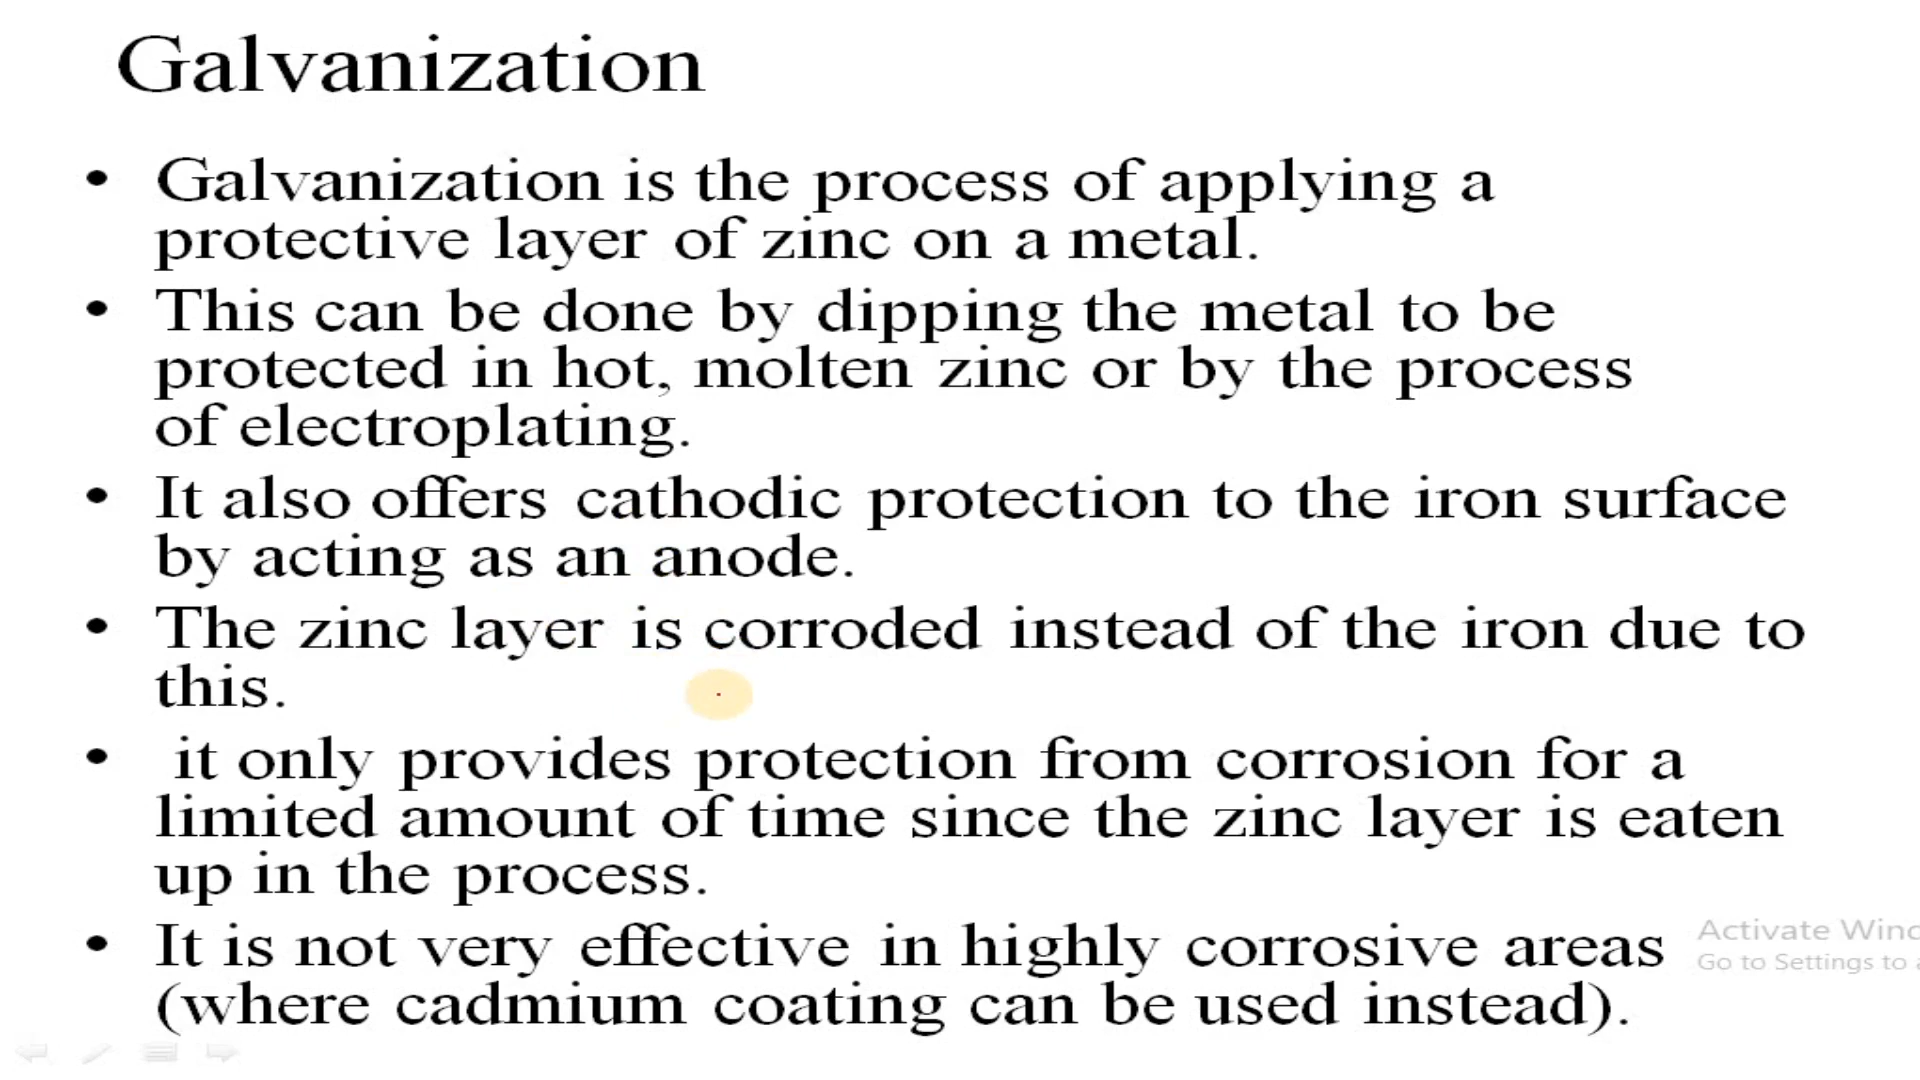 Galvanization
• Galvanization is the process of applying a
protective layer of zinc on a metal.
• This can be done by dipping the metal to be
protected in hot, molten zinc or by the process
of electroplating.
• It also offers cathodic protection to the iron surface
by acting as an anode.
• The zinc layer is corroded instead of the iron due to
this.
• it only provides protection from corrosion for a
limited amount of time since the zinc layer is eaten
up in the process.
• It is not very effective in highly corrosive areas
(where cadmium coating can be used instead).
Activate Wind
Go to Settings to a